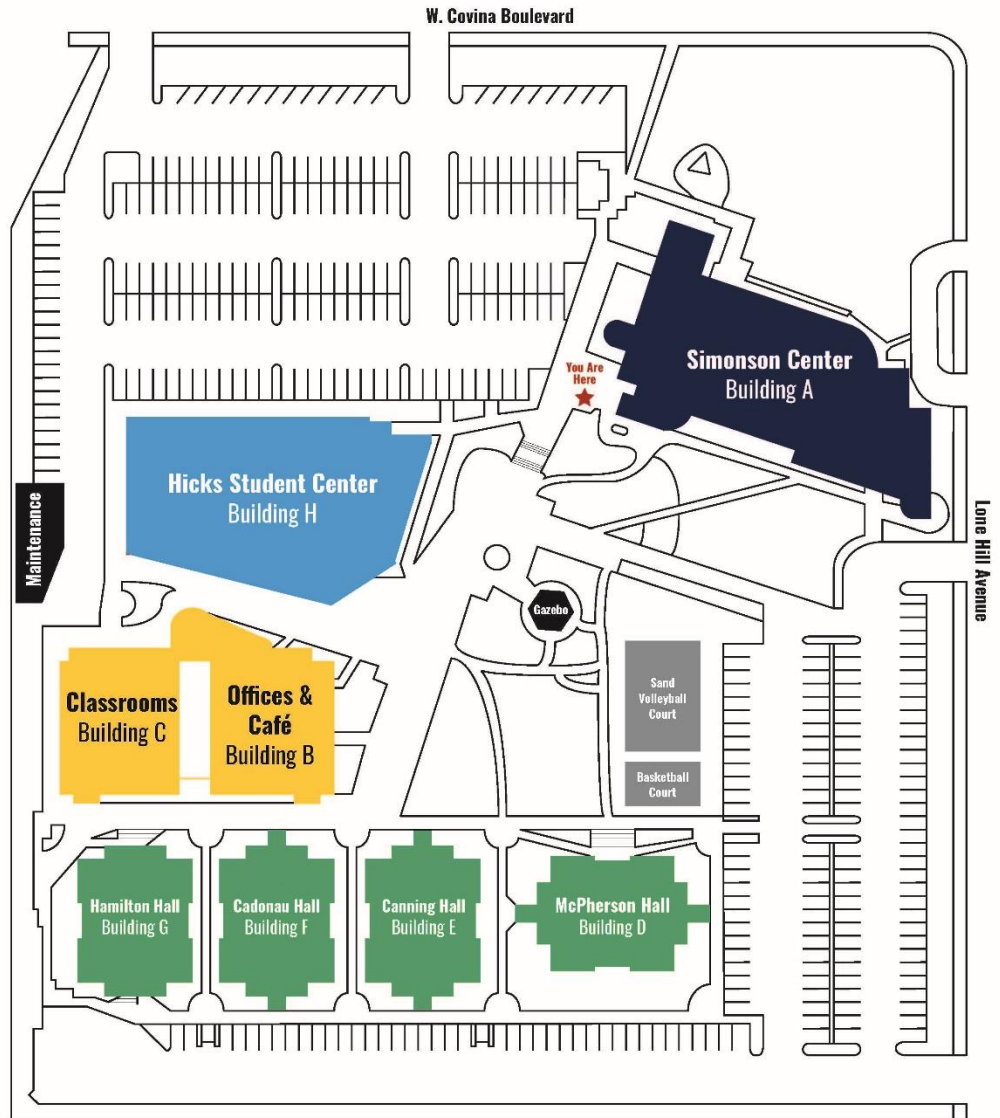 W. Covina Boulevard
You Are
Here
Simonson Center
Building A
Hicks Student Center
Building H
Maintenance
Lone Hill Avenue
Gazebo
Classrooms
Building C
Offices &
Café
Building B
Sand
Volleyball
Court
Basketball
Court
Hamilton Hall
Building G
Cadonau Hall
Building F
Canning Hall
Building E
McPherson Hall
Building D